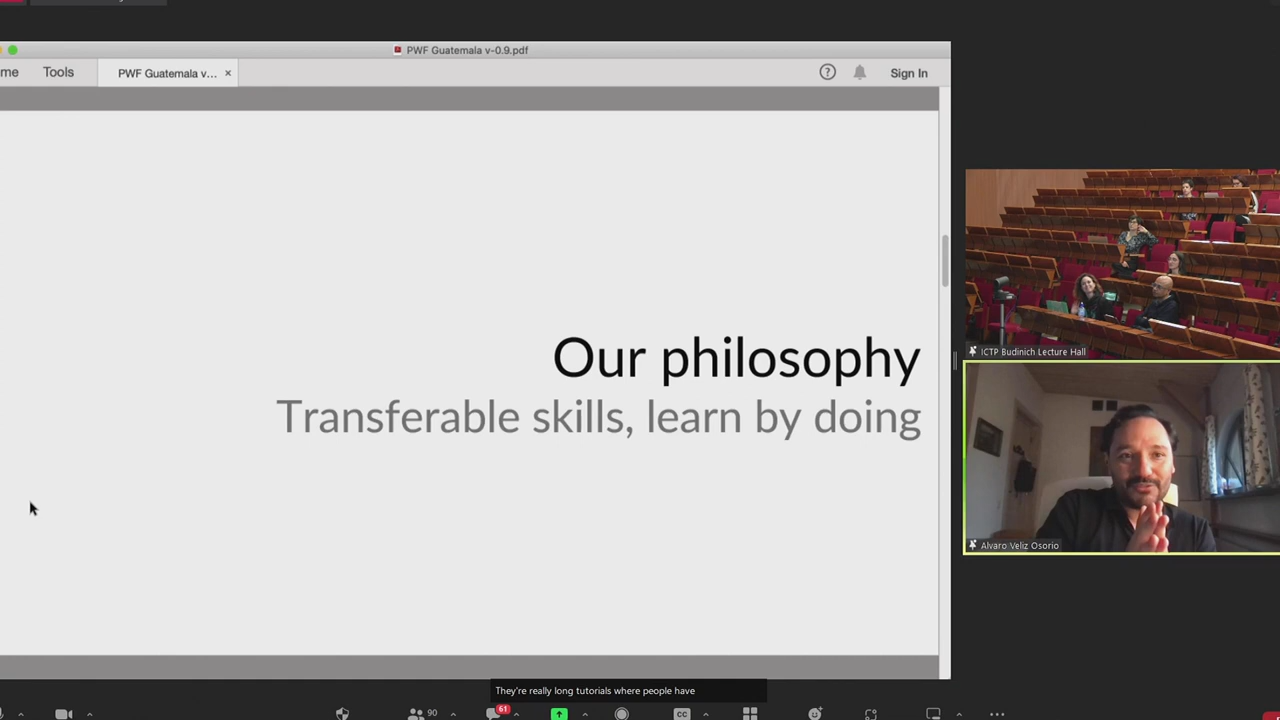 PWF Guatemala v-0.9.pdf
me
Tools
PWF Guatemala v... ×
?
Sign In
Our philosophy
Transferable skills, learn by doing
ICTP Budinich Lecture Hall
Alvaro Veliz Osorio
They're really long tutorials where people have
90
61
CC